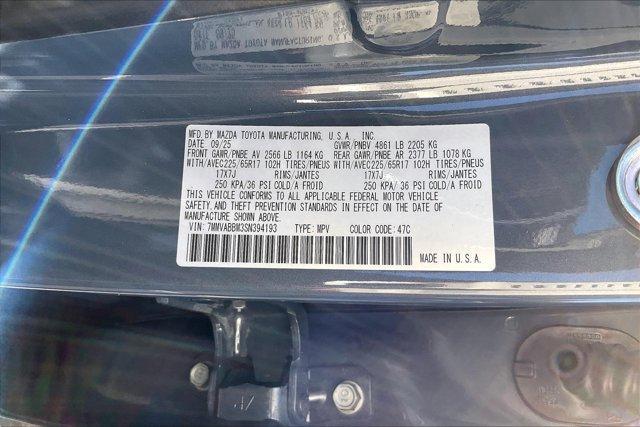 MFD. BY MAZDA TOYOTA MANUFACTURING, U.S.A., INC.
DATE: 09/25 GVWR/PNBV 4861 LB 2205 KG
FRONT GAWR/PNBE AV 2566 LB 1164 KG REAR GAWR/PNBE AR 2377 LB 1078 KG
WITH/AVEC225/65R17 102H TIRES/PNEUS WITH/AVEC225/65R17 102H TIRES/PNEUS
17X7J RIMS/JANTES 17X7J RIMS/JANTES
250 KPA/36 PSI COLD/A FROID 250 KPA/ 36 PSI COLD/A FROID
THIS VEHICLE CONFORMS TO ALL APPLICABLE FEDERAL MOTOR VEHICLE
SAFETY, AND THEFT PREVENTION STANDARDS IN EFFECT ON THE DATE OF
MANUFACTURE SHOWN ABOVE.
VIN: 7MMVABBM3SN394193 TYPE: MPV COLOR CODE: 47C
MADE IN U.S.A.
47